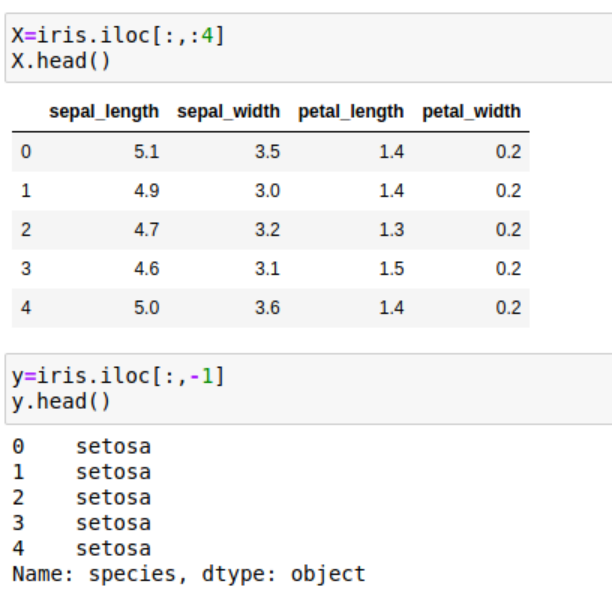 X=iris.iloc[:,:4]
X.head()
sepal_length sepal_width petal_length petal_width
0 5.1 3.5 1.4 0.2
1 4.9 3.0 1.4 0.2
2 4.7 3.2 1.3 0.2
3 4.6 3.1 1.5 0.2
4 5.0 3.6 1.4 0.2
y=iris.iloc[:,-1]
y.head()
0    setosa
1    setosa
2    setosa
3    setosa
4    setosa
Name: species, dtype: object